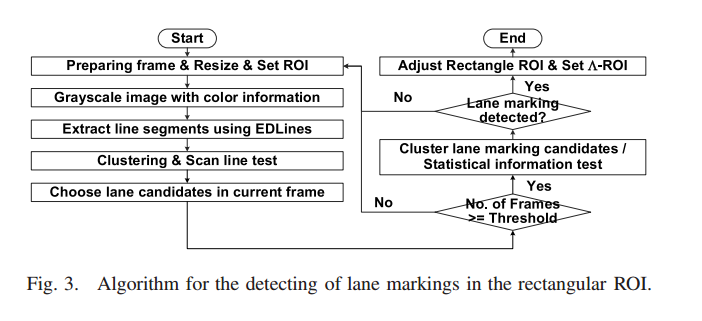 Start
Preparing frame & Resize & Set ROI
Grayscale image with color information
Extract line segments using EDLines
Clustering & Scan line test
Choose lane candidates in current frame
End
Adjust Rectangle ROI & Set Λ-ROI
Yes
No
Lane marking
detected?
Cluster lane marking candidates /
Statistical information test
Yes
No
No. of Frames
>= Threshold
Fig. 3. Algorithm for the detecting of lane markings in the rectangular ROI.